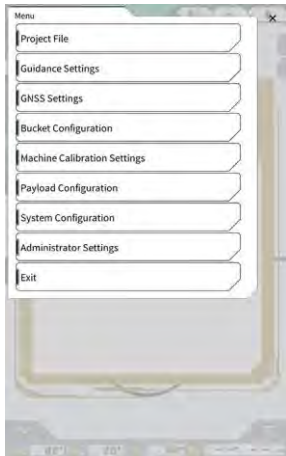 Menu
Project File
Guidance Settings
GNSS Settings
Bucket Configuration
Machine Calibration Settings
Payload Configuration
System Configuration
Administrator Settings
Exit